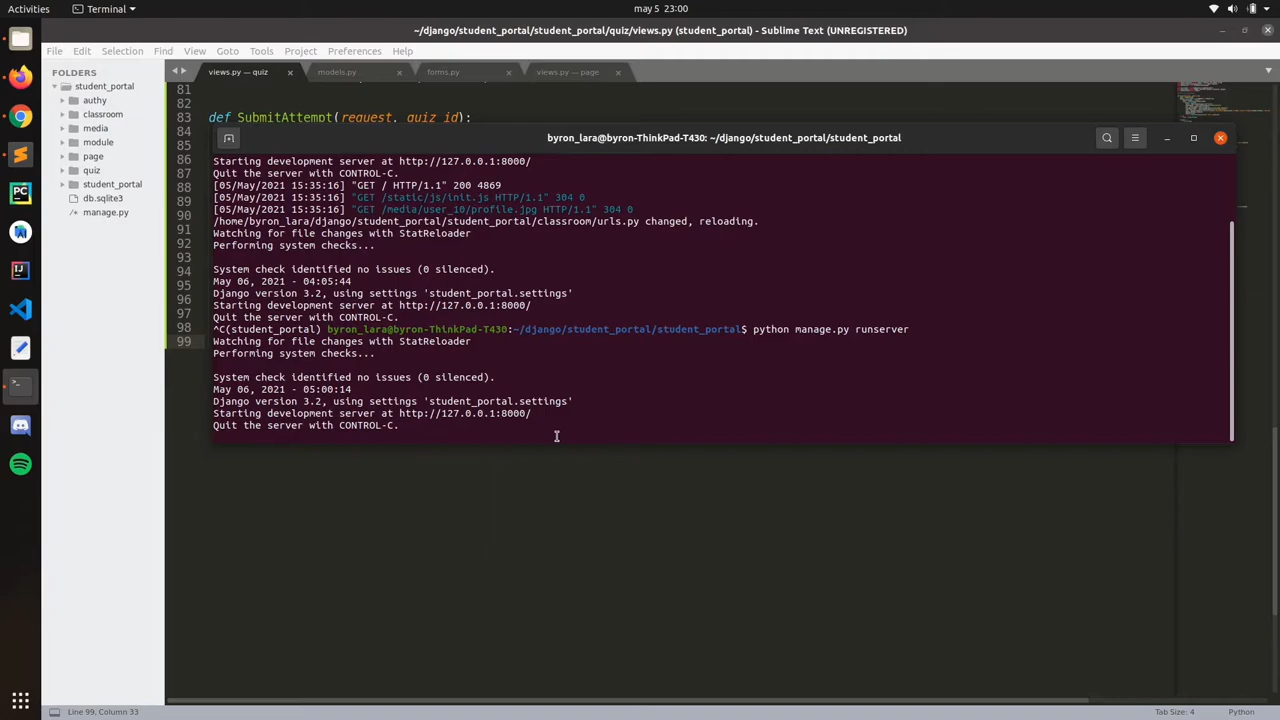 Activities
Terminal
may 5 23:00
~/django/student_portal/student_portal/quiz/views.py (student_portal) - Sublime Text (UNREGISTERED)
File Edit Selection Find View Goto Tools Project Preferences Help
FOLDERS
student_portal
authy
classroom
media
module
page
quiz
student_portal
db.sqlite3
manage.py
views.py — quiz
models.py
forms.py
views.py — page
81
82
83 def SubmitAttempt(request, quiz_id):
84
85
86
87
88
89
90
91
92
93
94
95
96
97
98
99
byron_lara@byron-ThinkPad-T430: ~/django/student_portal/student_portal
Starting development server at http://127.0.0.1:8000/
Quit the server with CONTROL-C.
[05/May/2021 15:35:16] "GET / HTTP/1.1" 200 4869
[05/May/2021 15:35:16] "GET /static/js/init.js HTTP/1.1" 304 0
[05/May/2021 15:35:16] "GET /media/user_10/profile.jpg HTTP/1.1" 304 0
/home/byron_lara/django/student_portal/student_portal/classroom/urls.py changed, reloading.
Watching for file changes with StatReloader
Performing system checks...
System check identified no issues (0 silenced).
May 06, 2021 - 04:05:44
Django version 3.2, using settings 'student_portal.settings'
Starting development server at http://127.0.0.1:8000/
Quit the server with CONTROL-C.
^C(student_portal) byron_lara@byron-ThinkPad-T430:~/django/student_portal/student_portal$ python manage.py runserver
Watching for file changes with StatReloader
Performing system checks...
System check identified no issues (0 silenced).
May 06, 2021 - 05:00:14
Django version 3.2, using settings 'student_portal.settings'
Starting development server at http://127.0.0.1:8000/
Quit the server with CONTROL-C.
Line 99, Column 33
Tab Size: 4
Python